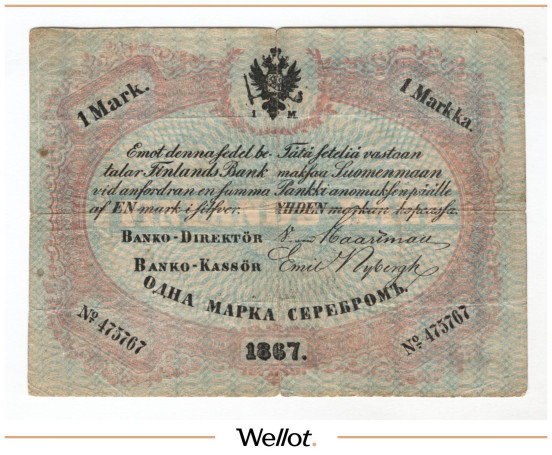 1 Mark.
1 Markka.
1 M
Emot denna sedel be-
talar Finlands Bank
vid anfordran en summa
af EN mark i silfver.
Tätä seteliä vastaan
maksaa Suomenmaan
Pankki anomuksen päälle
YHDEN markan hopeassa.
BANKO-DIREKTÖR
BANKO-KASSÖR Emil Nybergh
ОДНА МАРКА СЕРЕБРОМЪ.
No 475767
No 475767
1867.
Wellot.